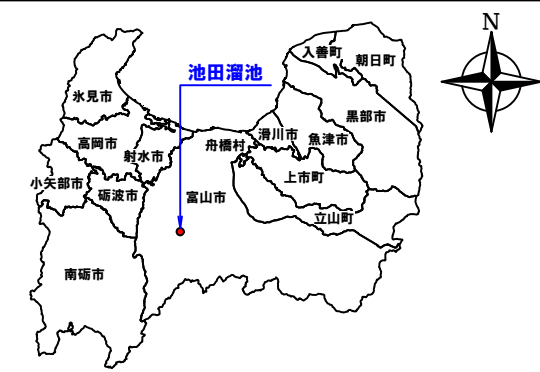 N
入善町
朝日町
池田溜池
氷見市
黒部市
滑川市
魚津市
高岡市
射水市
舟橋村
上市町
小矢部市
砺波市
富山市
立山町
南砺市